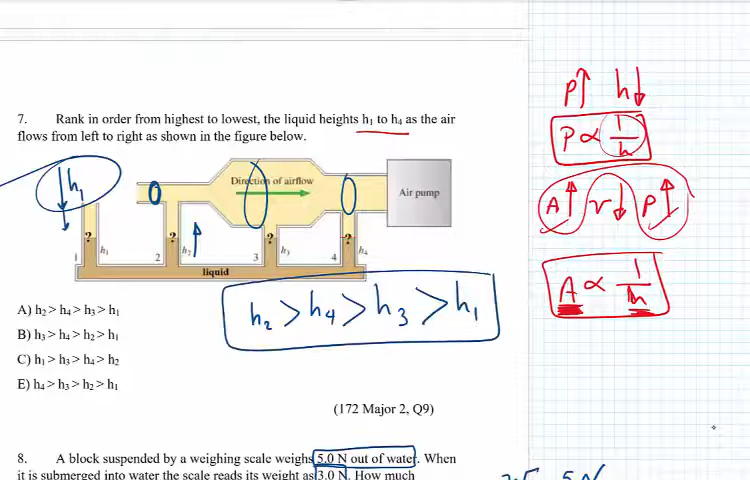 7. Rank in order from highest to lowest, the liquid heights h₁ to h₄ as the air
flows from left to right as shown in the figure below.
h₁
Direction of airflow
Air pump
? ? ? ?
h₁ h₂ h₃ h₄
1 2 3 4
liquid
A) h₂ > h₄ > h₃ > h₁
B) h₃ > h₄ > h₂ > h₁
C) h₁ > h₃ > h₄ > h₂
E) h₄ > h₃ > h₂ > h₁
h₂ > h₄ > h₃ > h₁
(172 Major 2, Q9)
8. A block suspended by a weighing scale weighs 5.0 N out of water. When
it is submerged into water the scale reads its weight as 3.0 N. How much
P↑ h↓
P ∝ 1/h
A↑ v↓ P↑
A ∝ 1/h
5 N